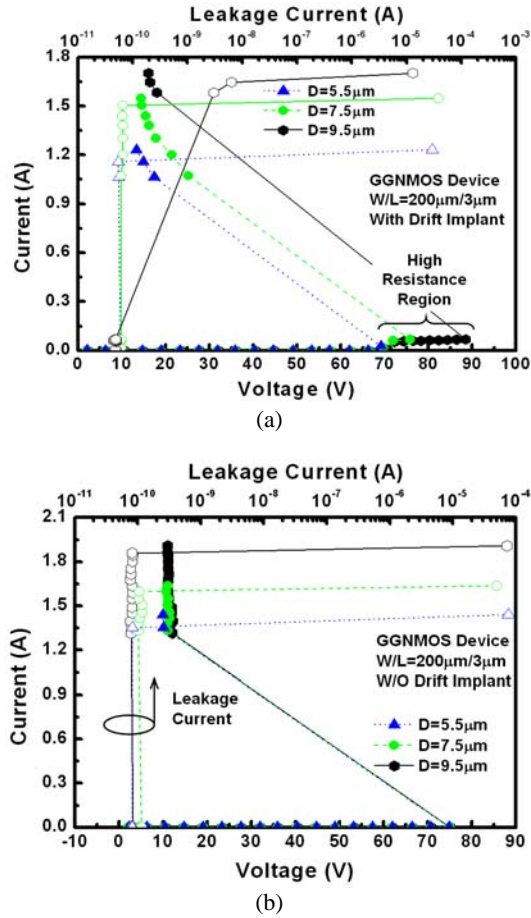 Leakage Current (A)
10-11 10-10 10-9 10-8 10-7 10-6 10-5 10-4 10-3
1.8
1.5
1.2
0.9
0.6
0.3
0.0
Current (A)
D=5.5μm
D=7.5μm
D=9.5μm
GGNMOS Device
W/L=200μm/3μm
With Drift Implant
High
Resistance
Region
0 10 20 30 40 50 60 70 80 90 100
Voltage (V)
(a)
Leakage Current (A)
10-11 10-10 10-9 10-8 10-7 10-6 10-5 10-4
2.1
1.8
1.5
1.2
0.9
0.6
0.3
0.0
Current (A)
GGNMOS Device
W/L=200μm/3μm
W/O Drift Implant
Leakage
Current
D=5.5μm
D=7.5μm
D=9.5μm
-10 0 10 20 30 40 50 60 70 80 90
Voltage (V)
(b)